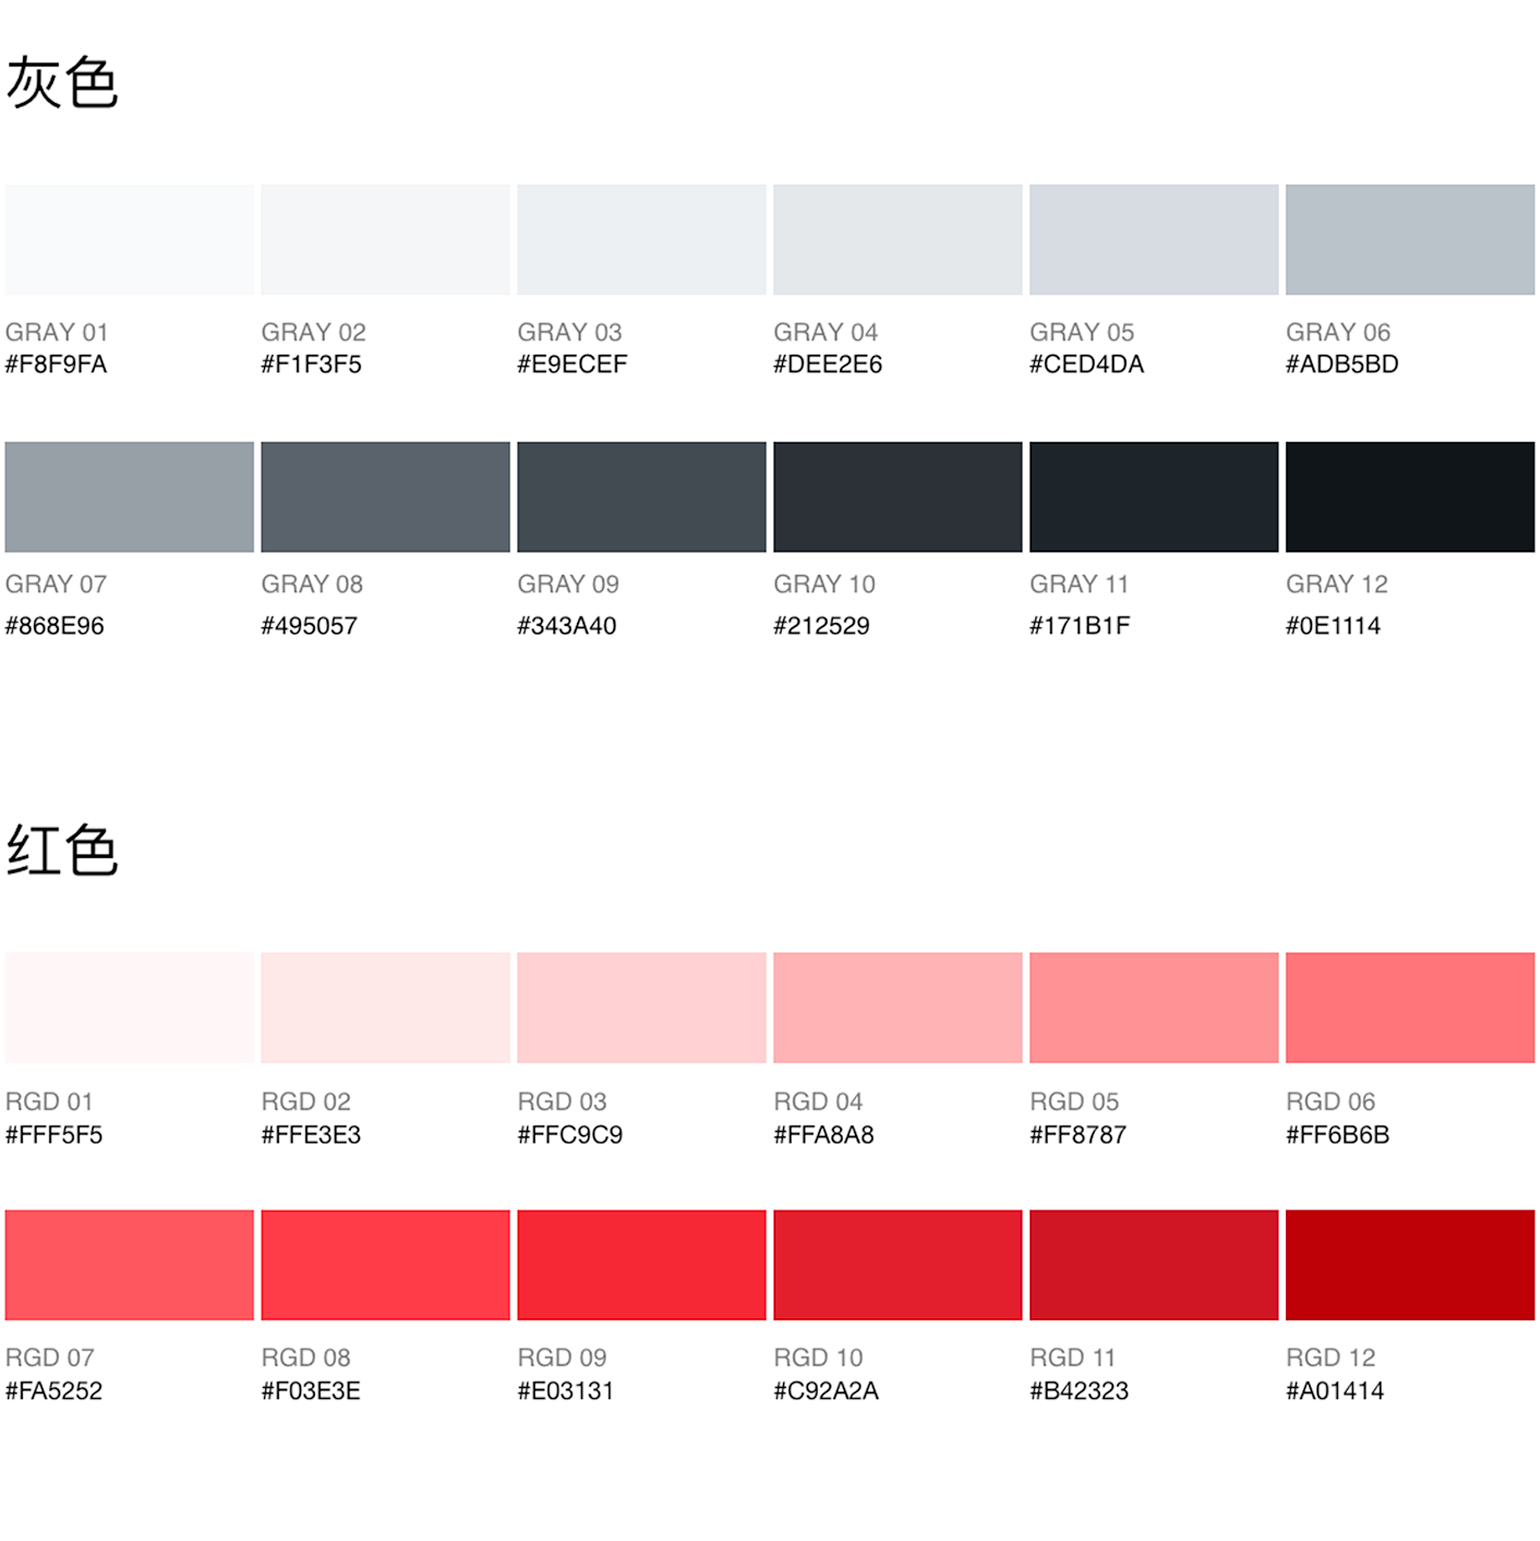 灰色
GRAY 01 GRAY 02 GRAY 03 GRAY 04 GRAY 05 GRAY 06
#F8F9FA #F1F3F5 #E9ECEF #DEE2E6 #CED4DA #ADB5BD
GRAY 07 GRAY 08 GRAY 09 GRAY 10 GRAY 11 GRAY 12
#868E96 #495057 #343A40 #212529 #171B1F #0E1114
红色
RGD 01 RGD 02 RGD 03 RGD 04 RGD 05 RGD 06
#FFF5F5 #FFE3E3 #FFC9C9 #FFA8A8 #FF8787 #FF6B6B
RGD 07 RGD 08 RGD 09 RGD 10 RGD 11 RGD 12
#FA5252 #F03E3E #E03131 #C92A2A #B42323 #A01414